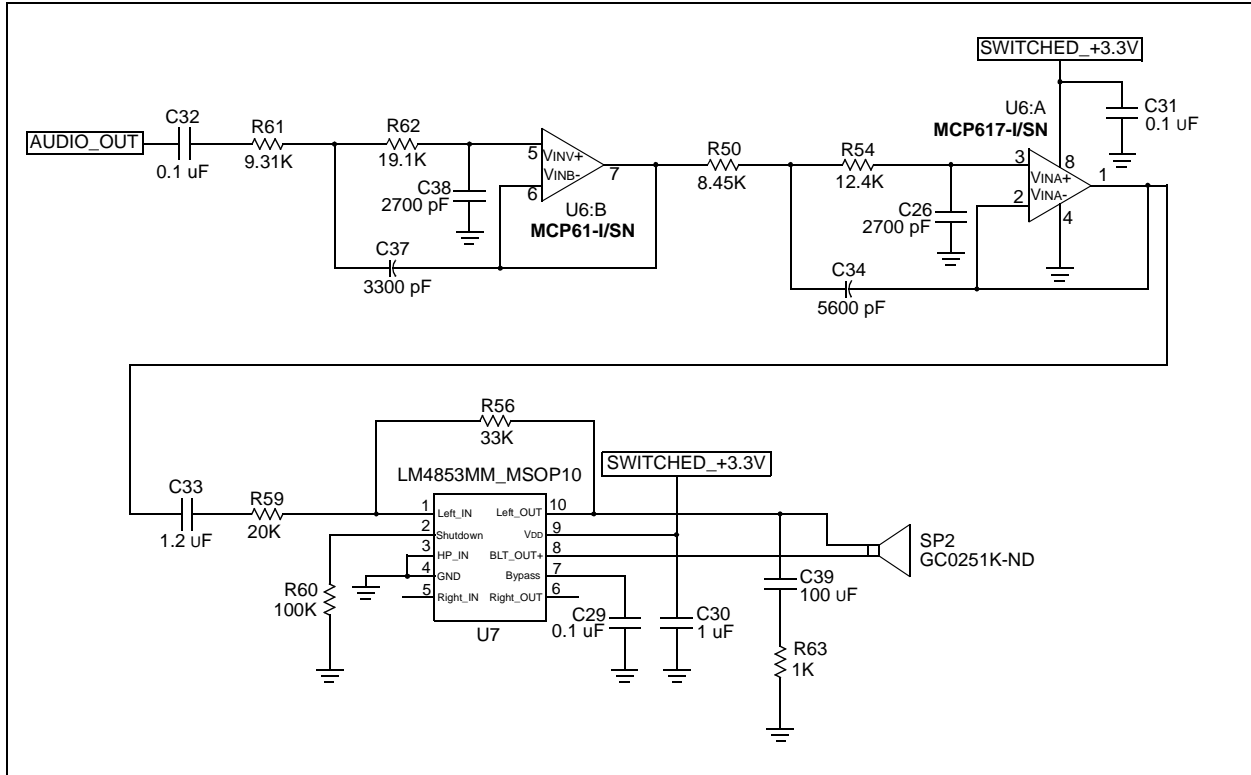 SWITCHED_+3.3V
AUDIO_OUT
C32
0.1 uF
R61
9.31K
R62
19.1K
C38
2700 pF
5
VINV+
VINB-
6
7
U6:B
MCP61-I/SN
C37
3300 pF
R50
8.45K
R54
12.4K
C26
2700 pF
U6:A
MCP617-I/SN
3
VINA+
VINA-
2
8
1
4
C31
0.1 UF
C34
5600 pF
C33
1.2 UF
R59
20K
R56
33K
LM4853MM_MSOP10
1
Left_IN
Left_OUT
10
2
Shutdown
VDD
9
3
HP_IN
BLT_OUT+
8
4
GND
Bypass
7
5
Right_IN
Right_OUT
6
U7
R60
100K
SWITCHED_+3.3V
C29
0.1 uF
C30
1 uF
C39
100 UF
R63
1K
SP2
GC0251K-ND